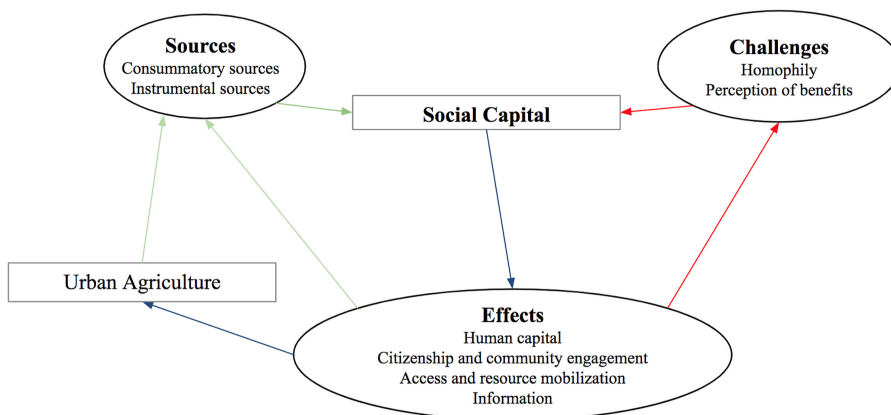 Sources
Consummatory sources
Instrumental sources
Challenges
Homophily
Perception of benefits
Social Capital
Urban Agriculture
Effects
Human capital
Citizenship and community engagement
Access and resource mobilization
Information